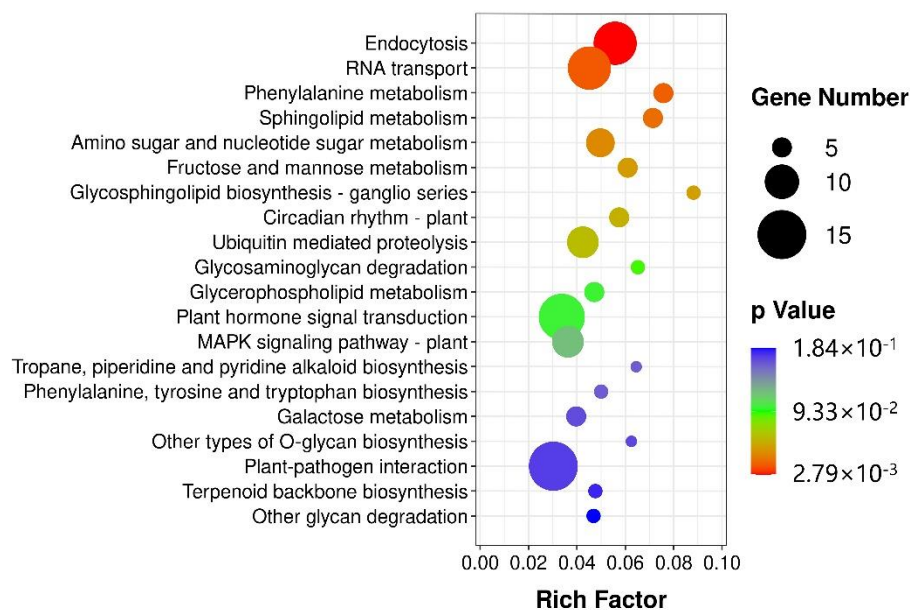 Endocytosis
RNA transport
Phenylalanine metabolism
Sphingolipid metabolism
Amino sugar and nucleotide sugar metabolism
Fructose and mannose metabolism
Glycosphingolipid biosynthesis - ganglio series
Circadian rhythm - plant
Ubiquitin mediated proteolysis
Glycosaminoglycan degradation
Glycerophospholipid metabolism
Plant hormone signal transduction
MAPK signaling pathway - plant
Tropane, piperidine and pyridine alkaloid biosynthesis
Phenylalanine, tyrosine and tryptophan biosynthesis
Galactose metabolism
Other types of O-glycan biosynthesis
Plant-pathogen interaction
Terpenoid backbone biosynthesis
Other glycan degradation
0.00 0.02 0.04 0.06 0.08 0.10
Rich Factor
Gene Number
5
10
15
p Value
1.84×10⁻¹
9.33×10⁻²
2.79×10⁻³